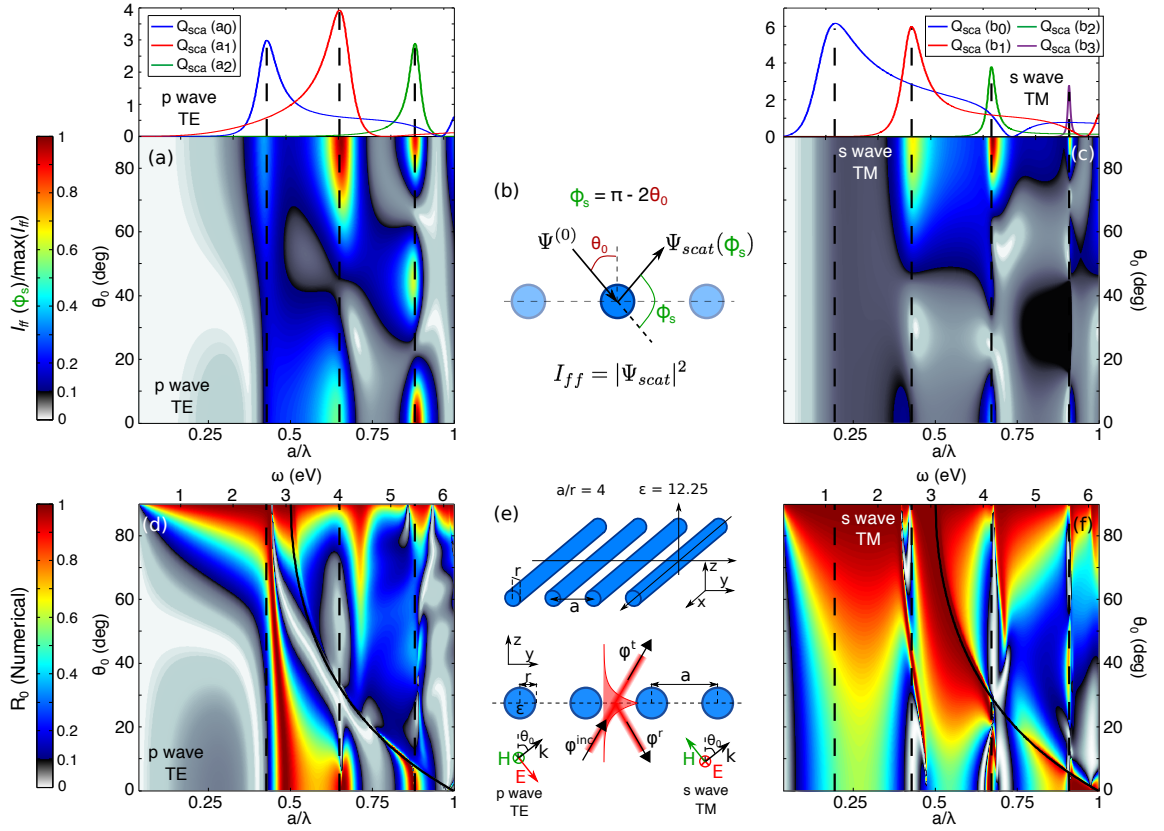 Q_sca (a_0)
Q_sca (a_1)
Q_sca (a_2)
4
3
2
1
0
p wave
TE
Q_sca (b_0)
Q_sca (b_1)
Q_sca (b_2)
Q_sca (b_3)
6
4
2
0
s wave
TM
I_ff (ϕ_s)/max(I_ff)
1
0.8
0.6
0.4
0.2
0.1
0
θ_0 (deg)
80
60
40
20
0
(a)
p wave
TE
0.25
0.5
0.75
1
a/λ
(b)
ϕ_s = π - 2θ_0
Ψ^(0)
θ_0
Ψ_scat(ϕ_s)
ϕ_s
I_ff = |Ψ_scat|^2
s wave
TM
(c)
80
60
40
20
0
θ_0 (deg)
0.25
0.5
0.75
1
a/λ
R_0 (Numerical)
1
0.8
0.6
0.4
0.2
0.1
0
ω (eV)
1
2
3
4
5
6
(d)
θ_0 (deg)
80
60
40
20
0
p wave
TE
0.25
0.5
0.75
1
a/λ
(e)
a/r = 4
ε = 12.25
r
a
z
y
x
z
y
r
ε
φ^t
a
φ^inc
φ^r
θ_0
k
H
E
p wave
TE
θ_0
k
H
E
s wave
TM
ω (eV)
1
2
3
4
5
6
s wave
TM
(f)
80
60
40
20
0
θ_0 (deg)
0.25
0.5
0.75
1
a/λ